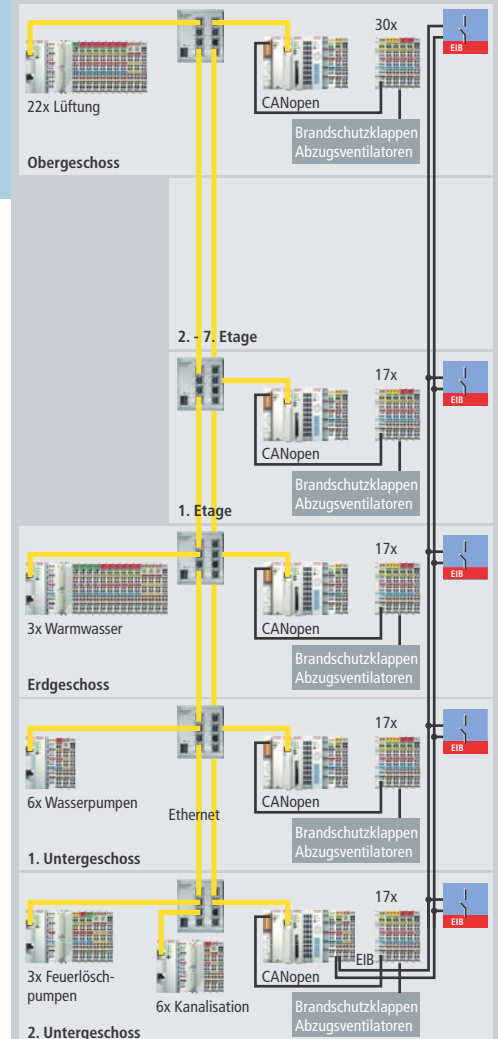 30x
EIB
22x Lüftung
CANopen
Brandschutzklappen
Abzugsventilatoren
Obergeschoss
2. - 7. Etage
17x
EIB
CANopen
Brandschutzklappen
Abzugsventilatoren
1. Etage
17x
EIB
3x Warmwasser
CANopen
Brandschutzklappen
Abzugsventilatoren
Erdgeschoss
17x
EIB
6x Wasserpumpen
Ethernet
CANopen
Brandschutzklappen
Abzugsventilatoren
1. Untergeschoss
17x
EIB
EIB
3x Feuerlösch-
pumpen
6x Kanalisation
CANopen
Brandschutzklappen
Abzugsventilatoren
2. Untergeschoss